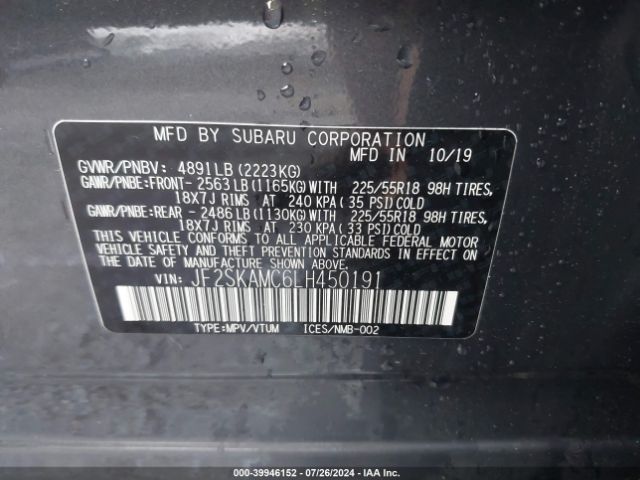 MFD BY SUBARU CORPORATION MFD IN 10/19
GVWR/PNBV: 4891LB (2223KG)
GAWR/PNBE:FRONT- 2563 LB (1165KG) WITH 225/55R18 98H TIRES,
18X7J RIMS AT 240 KPA ( 35 PSI) COLD
GAWR/PNBE:REAR - 2486 LB (1130KG) WITH 225/55R18 98H TIRES,
18X7J RIMS AT 230 KPA ( 33 PSI) COLD
THIS VEHICLE CONFORMS TO ALL APPLICABLE FEDERAL MOTOR
VEHICLE SAFETY AND THEFT PREVENTION STANDARDS IN EFFECT ON
THE DATE OF MANUFACTURE SHOWN ABOVE.
VIN: JF2SKAMC6LH450191
TYPE:MPV/VTUM ICES/NMB-002
000-39946152 - 07/26/2024 - IAA Inc.